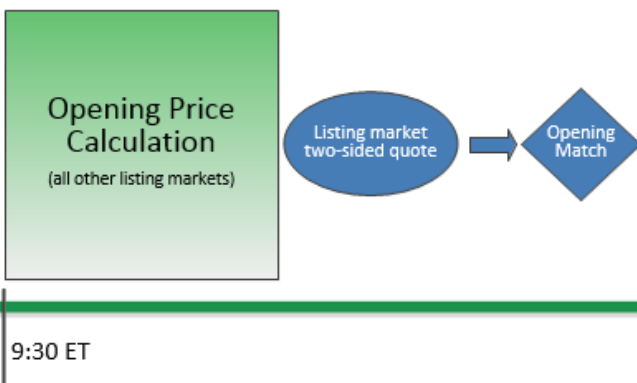 Opening Price
Calculation
(all other listing markets)
Listing market
two-sided quote
Opening
Match
9:30 ET